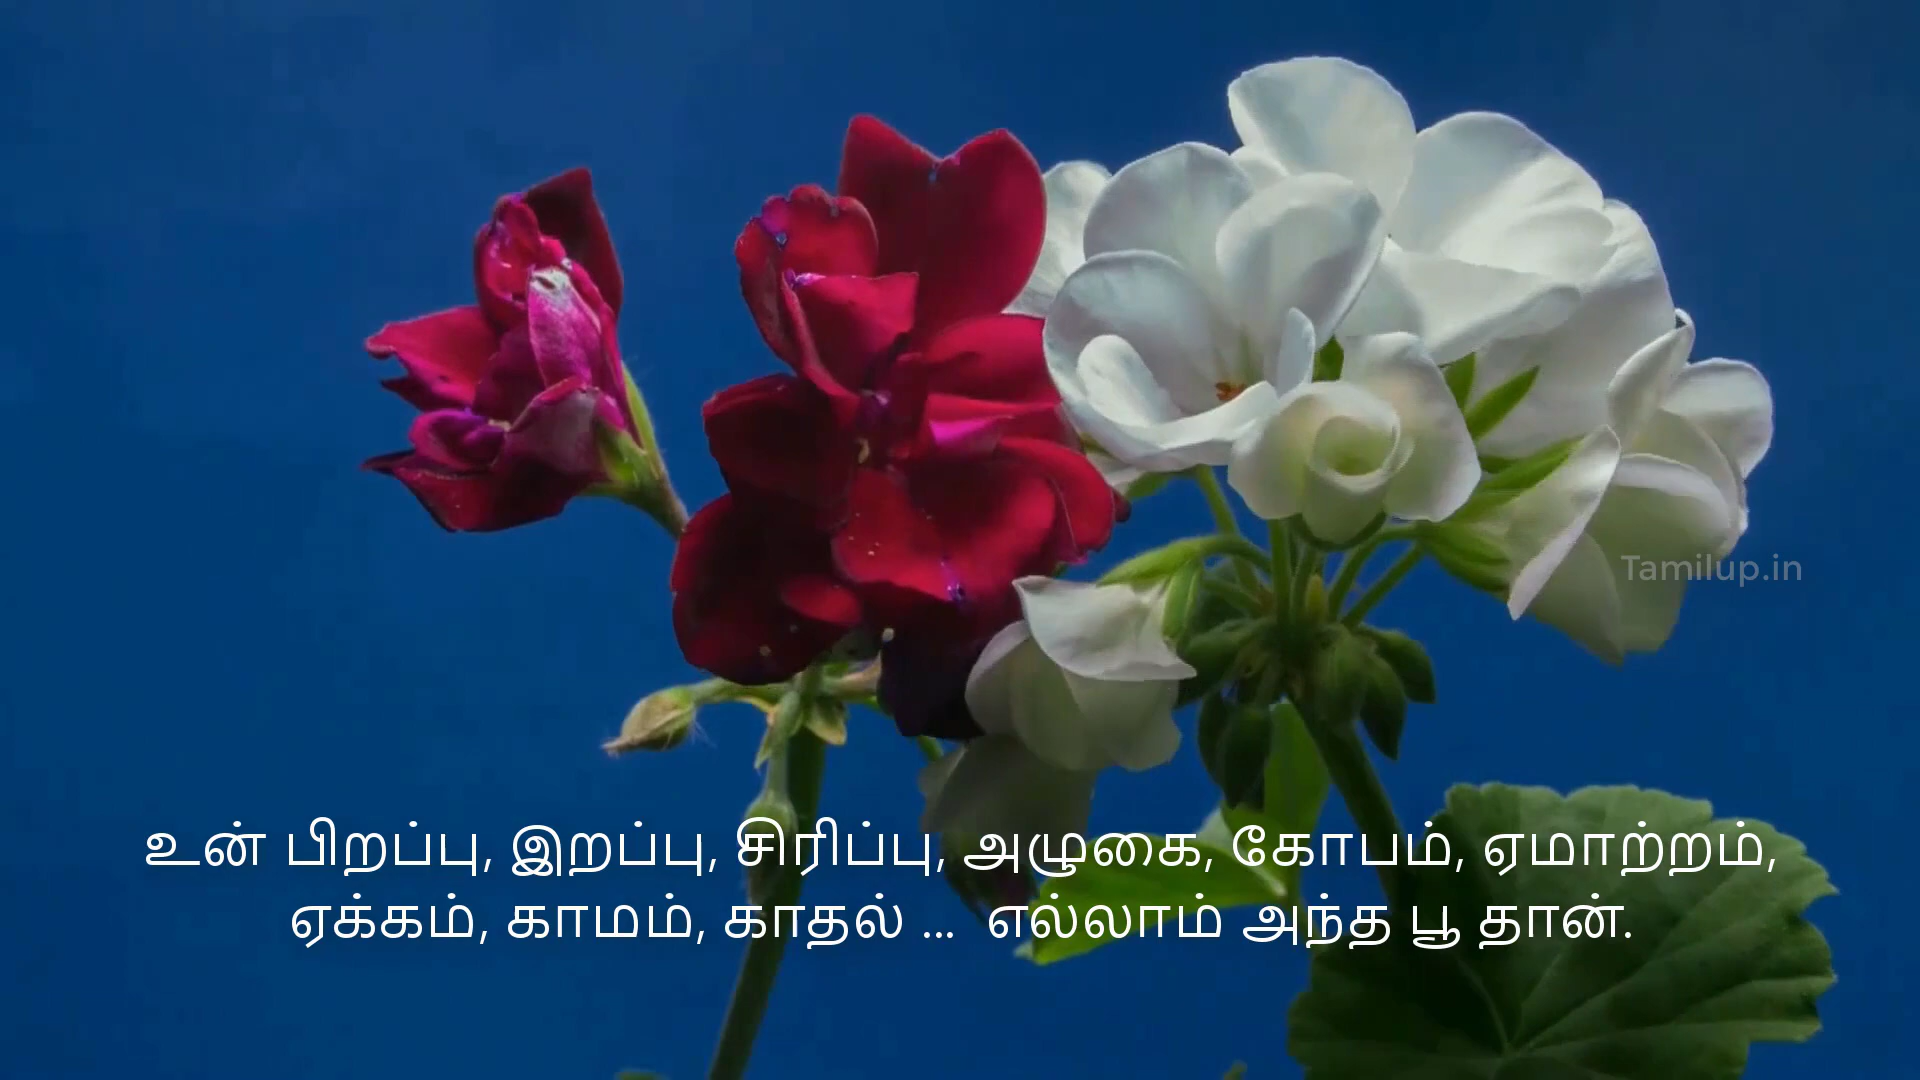 Tamilup.in
உன் பிறப்பு, இறப்பு, சிரிப்பு, அழுகை, கோபம், ஏமாற்றம்,
ஏக்கம், காமம், காதல் ... எல்லாம் அந்த பூ தான்.